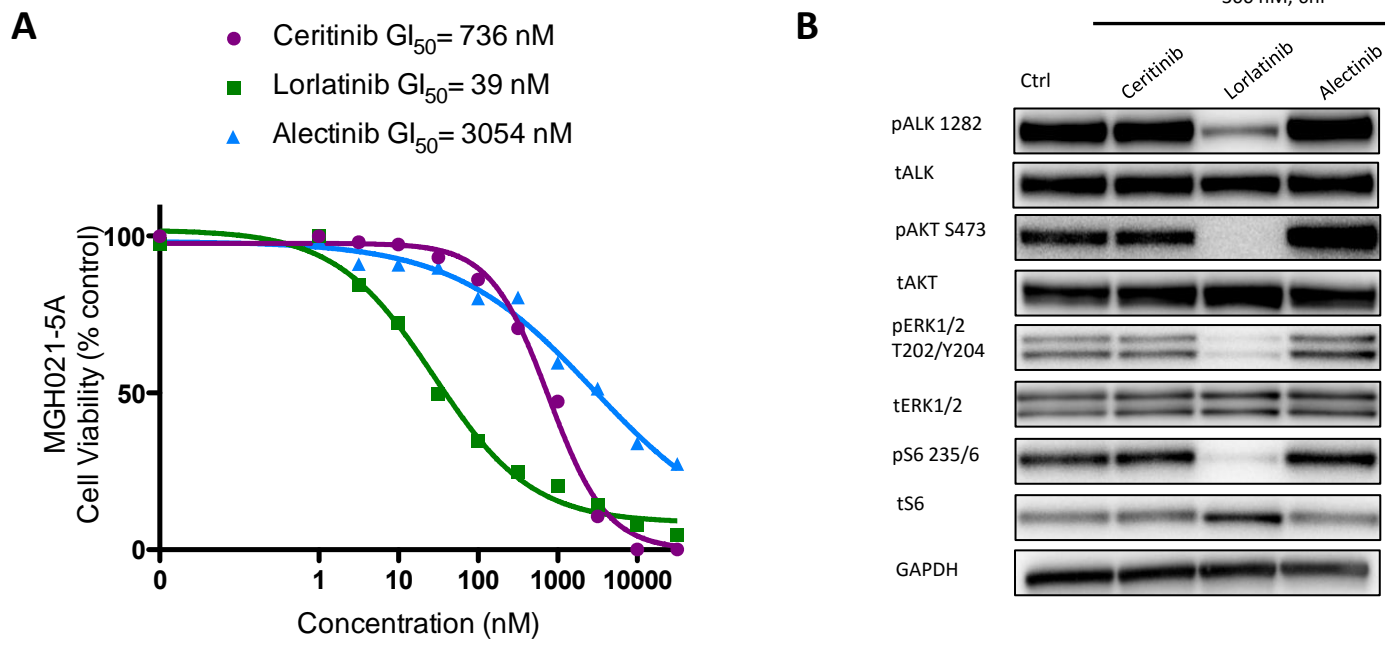 A
Ceritinib GI50= 736 nM
Lorlatinib GI50= 39 nM
Alectinib GI50= 3054 nM
MGH021-5A
Cell Viability (% control)
100
50
0
0 1 10 100 1000 10000
Concentration (nM)
B
Ctrl Ceritinib Lorlatinib Alectinib
pALK 1282
tALK
pAKT S473
tAKT
pERK1/2
T202/Y204
tERK1/2
pS6 235/6
tS6
GAPDH